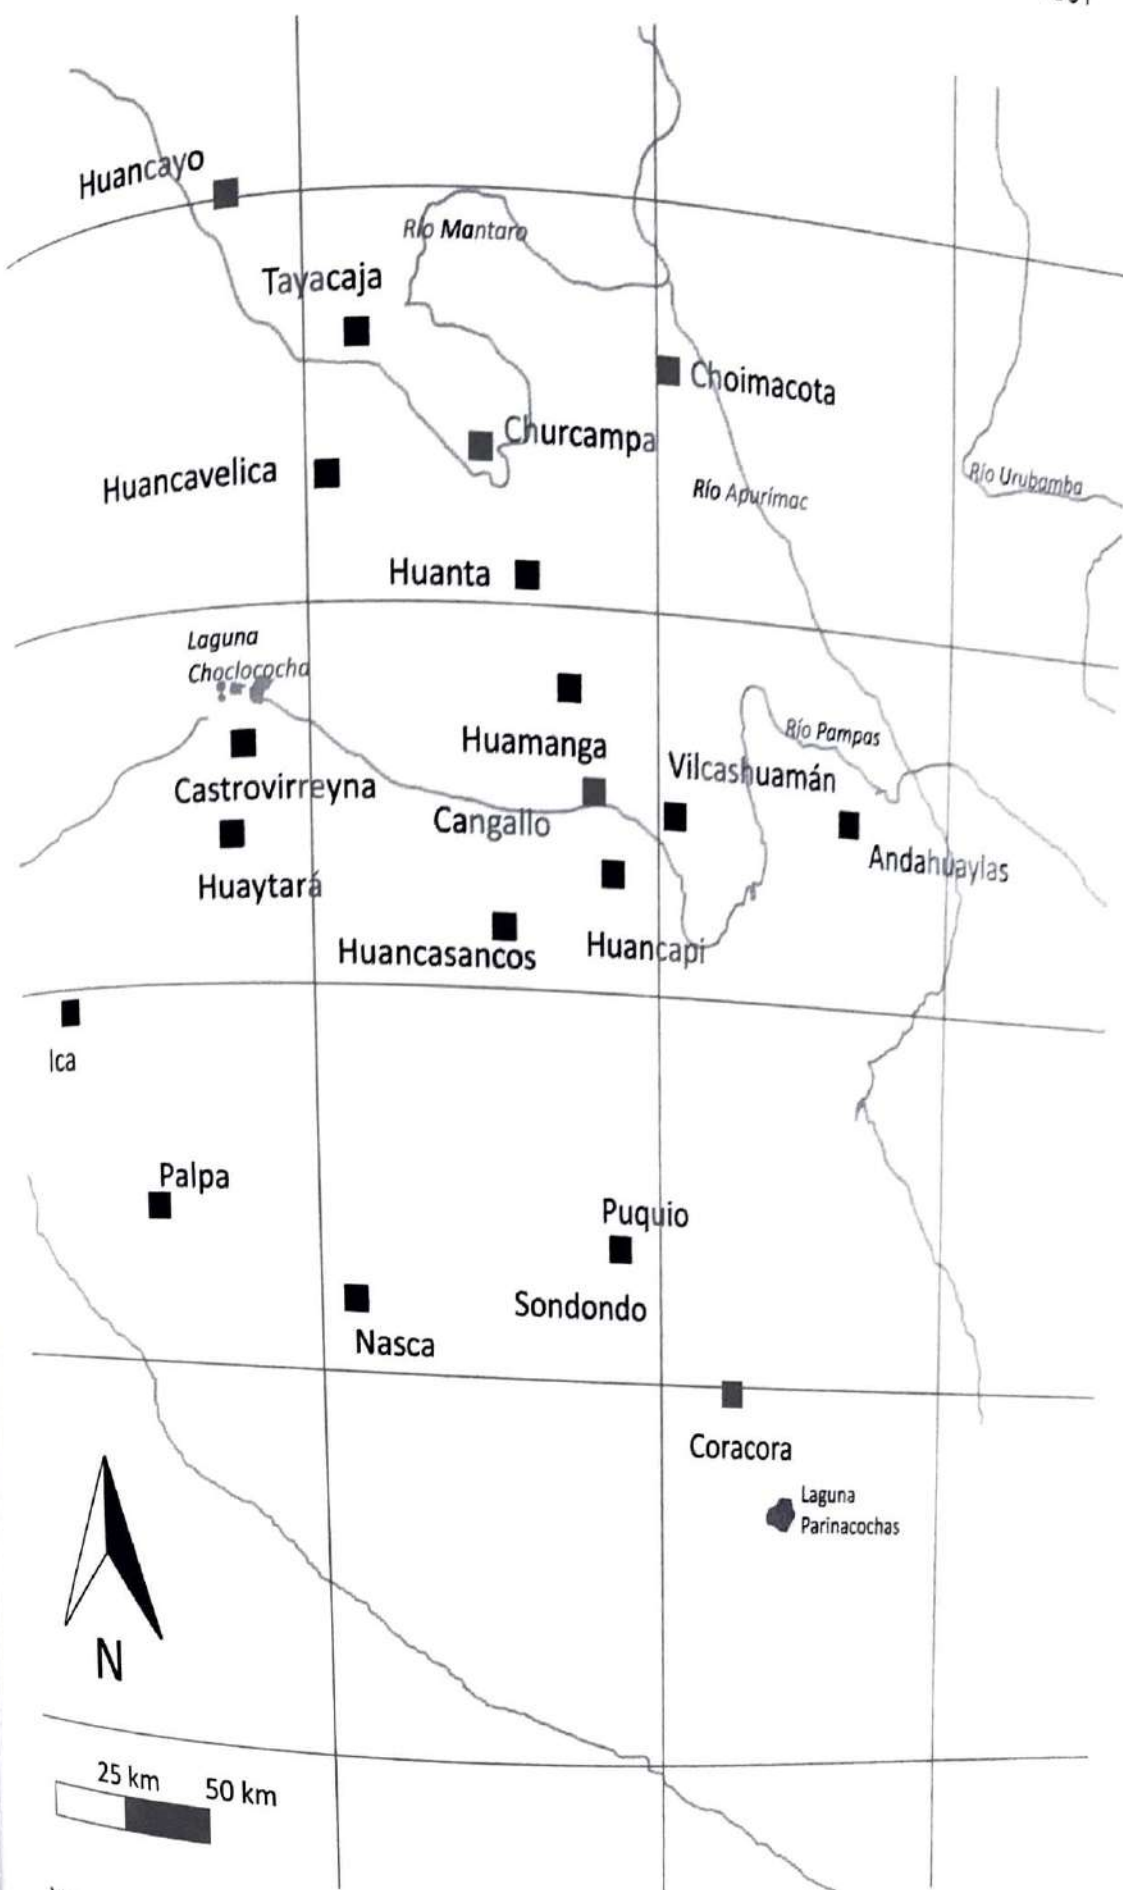 Huancayo
Río Mantaro
Tayacaja
Choimacota
Churcampa
Huancavelica
Río Urubamba
Río Apurímac
Huanta
Laguna
Choclococha
Huamanga
Río Pampas
Vilcashuamán
Castrovirreyna
Cangallo
Andahuaylas
Huaytará
Huancapi
Huancasancos
Ica
Palpa
Puquio
Sondondo
Nasca
Coracora
Laguna
Parinacochas
N
25 km 50 km